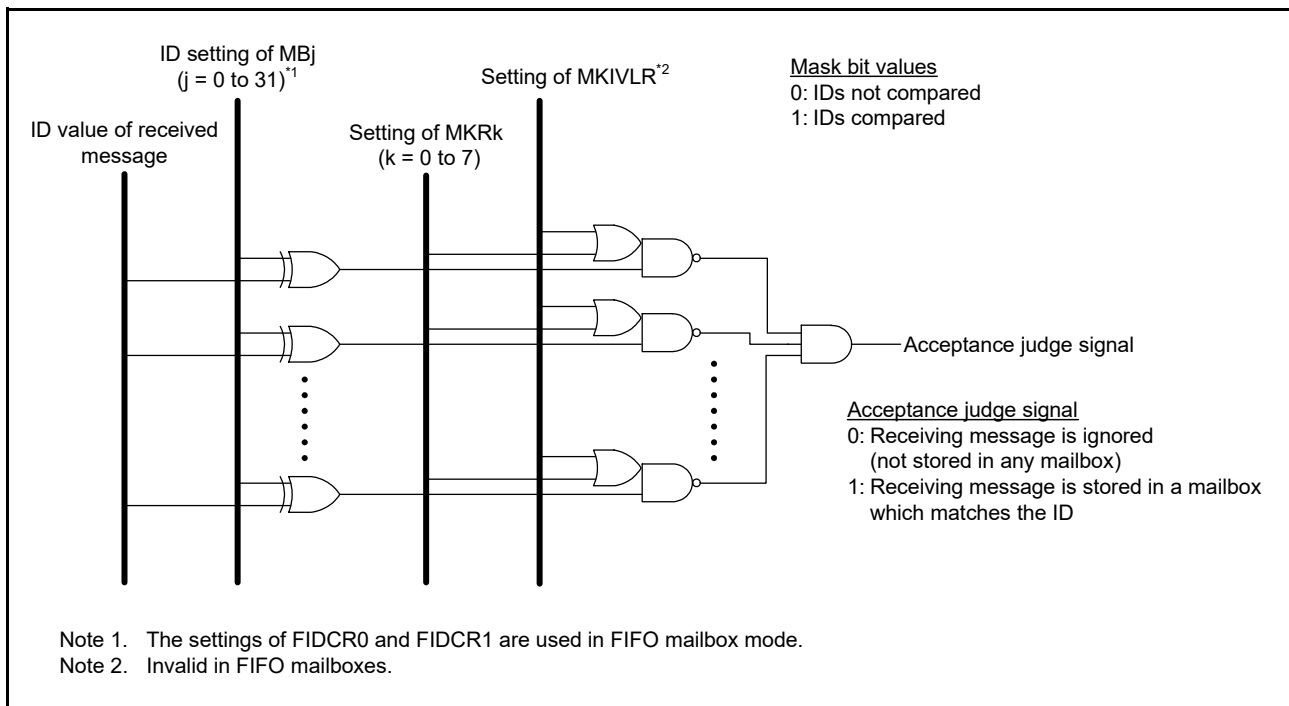 ID setting of MBj
(j = 0 to 31)*1
Setting of MKIVLR*2
Mask bit values
0: IDs not compared
1: IDs compared
ID value of received
message
Setting of MKRk
(k = 0 to 7)
Acceptance judge signal
Acceptance judge signal
0: Receiving message is ignored
(not stored in any mailbox)
1: Receiving message is stored in a mailbox
which matches the ID
Note 1. The settings of FIDCR0 and FIDCR1 are used in FIFO mailbox mode.
Note 2. Invalid in FIFO mailboxes.